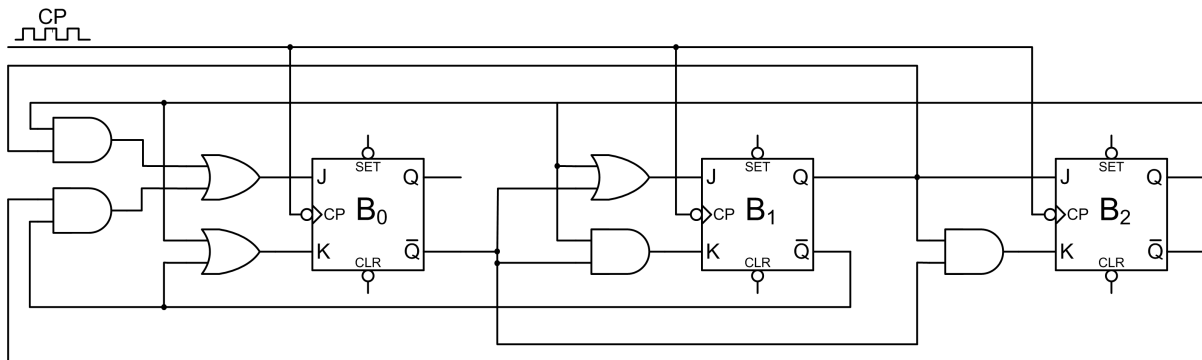 CP
SET
J Q
CP B₀
K Q̅
CLR
SET
J Q
CP B₁
K Q̅
CLR
SET
J Q
CP B₂
K Q̅
CLR